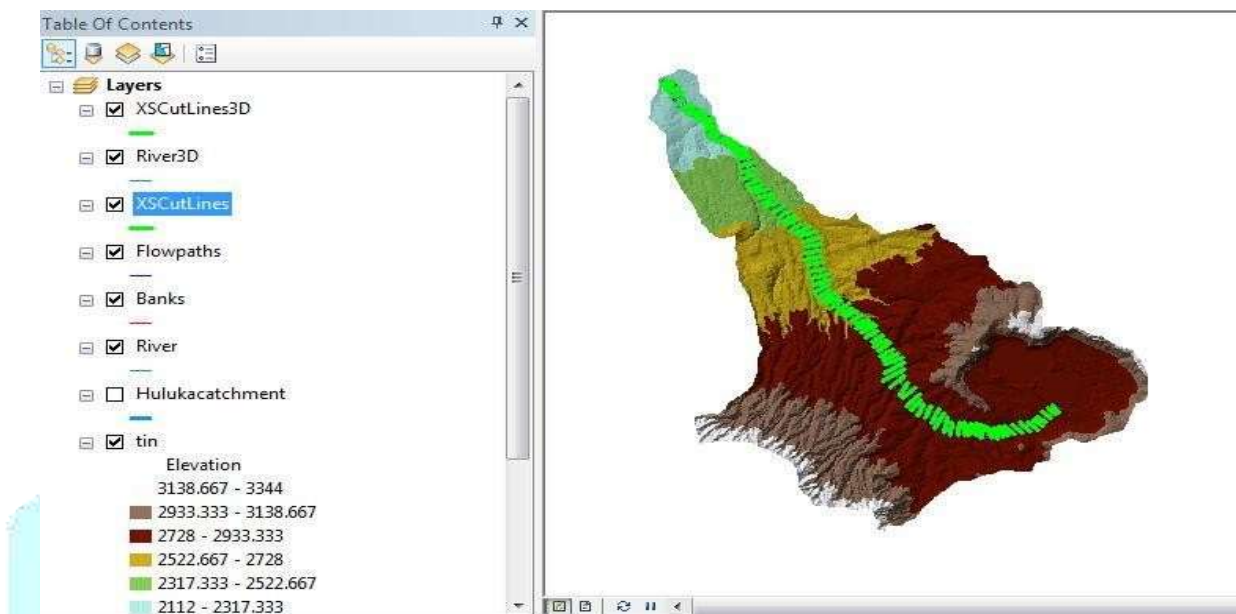 Table Of Contents
Layers
XSCutLines3D
River3D
XSCutLines
Flowpaths
Banks
River
Hulukacatchment
tin
Elevation
3138.667 - 3344
2933.333 - 3138.667
2728 - 2933.333
2522.667 - 2728
2317.333 - 2522.667
2112 - 2317.333